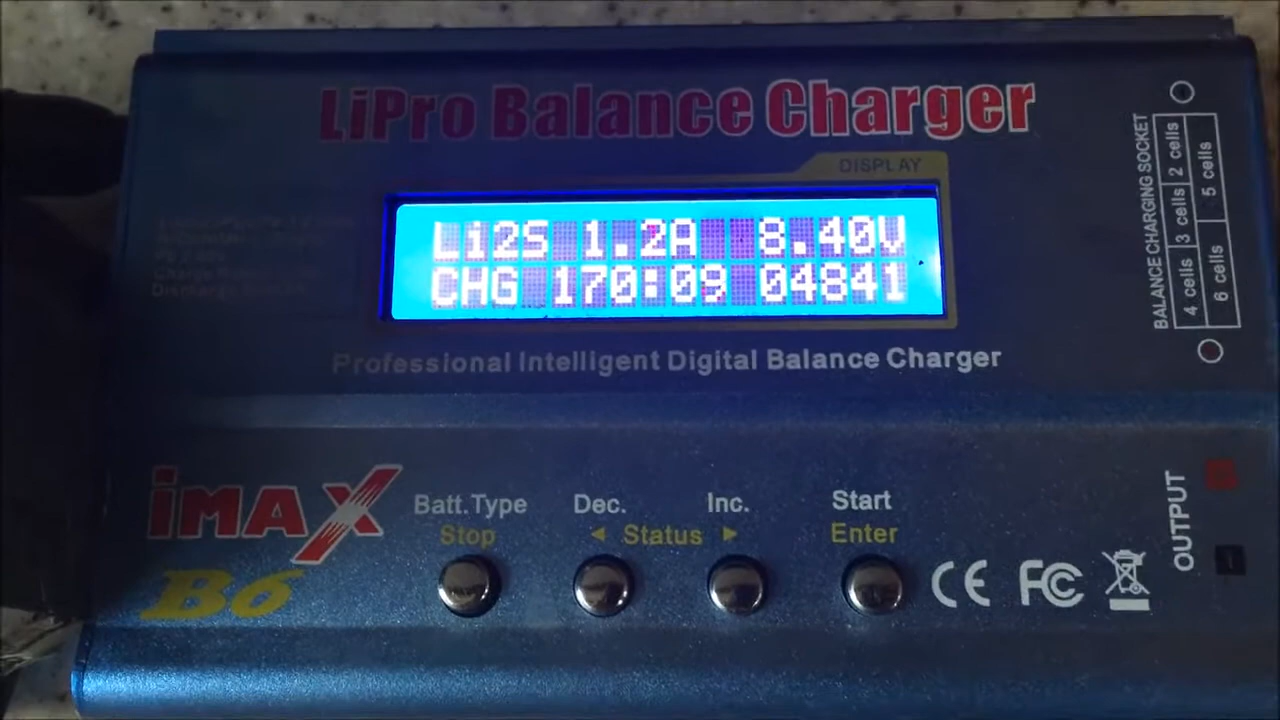 LiPro Balance Charger
DISPLAY
Li2S 1.2A 8.40V
CHG 170:09 04841
Professional Intelligent Digital Balance Charger
BALANCE CHARGING SOCKET
4 cells 3 cells 2 cells
6 cells 5 cells
iMAX
B6
Batt.Type Dec. Inc. Start
Stop ◄ Status ► Enter
CE FC
OUTPUT